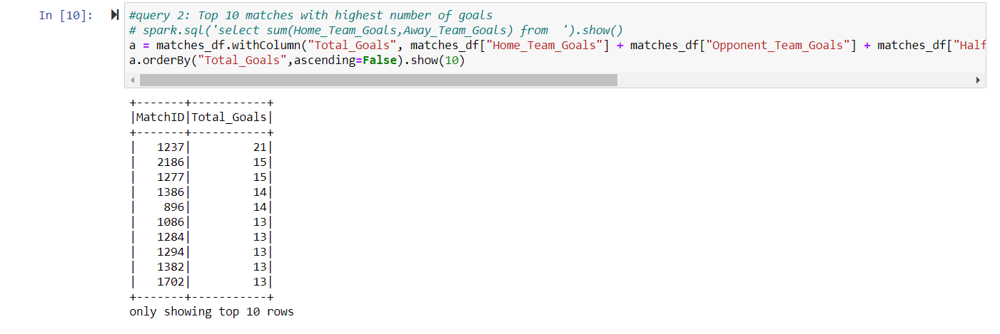 In [10]:
#query 2: Top 10 matches with highest number of goals
# spark.sql('select sum(Home_Team_Goals,Away_Team_Goals) from  ').show()
a = matches_df.withColumn("Total_Goals", matches_df["Home_Team_Goals"] + matches_df["Opponent_Team_Goals"] + matches_df["Half
a.orderBy("Total_Goals",ascending=False).show(10)
+-------+-----------+
|MatchID|Total_Goals|
+-------+-----------+
|   1237|         21|
|   2186|         15|
|   1277|         15|
|   1386|         14|
|    896|         14|
|   1086|         13|
|   1284|         13|
|   1294|         13|
|   1382|         13|
|   1702|         13|
+-------+-----------+
only showing top 10 rows